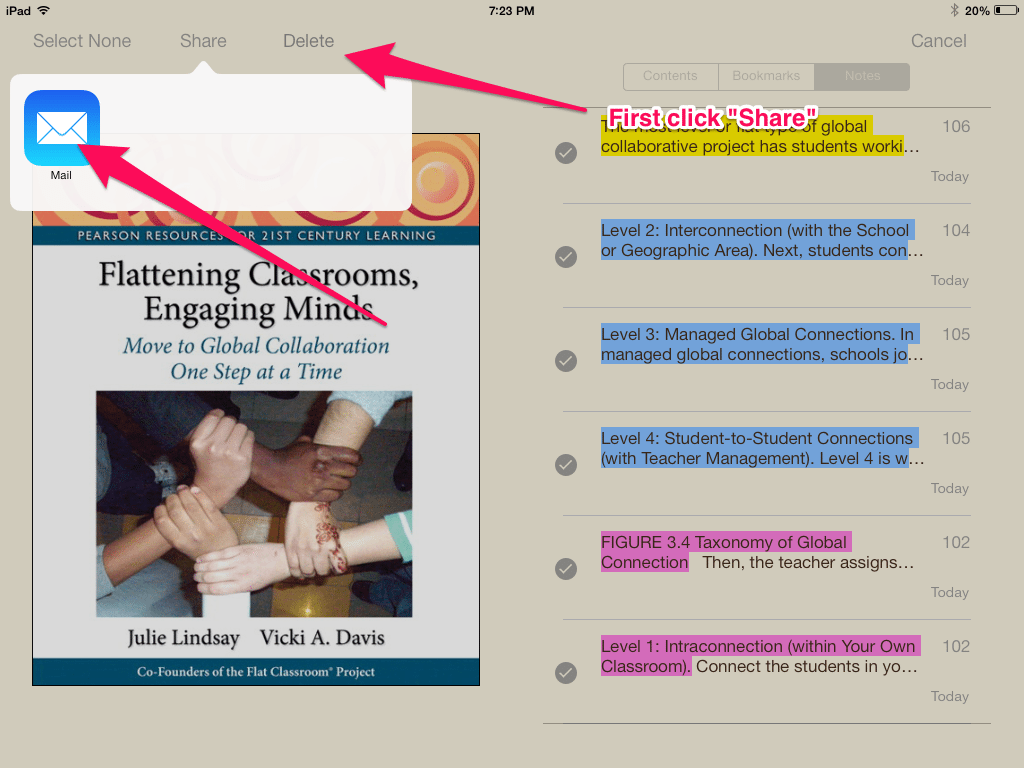 iPad
7:23 PM
20%
Select None Share Delete
Cancel
Contents Bookmarks Notes
First click "Share"
Mail
PEARSON RESOURCES FOR 21ST CENTURY LEARNING
Flattening Classrooms,
Engaging Minds
Move to Global Collaboration
One Step at a Time
Julie Lindsay Vicki A. Davis
Co-Founders of the Flat Classroom® Project
The most level or flat type of global 106
collaborative project has students worki…
Today
Level 2: Interconnection (with the School 104
or Geographic Area). Next, students con…
Today
Level 3: Managed Global Connections. In 105
managed global connections, schools jo…
Today
Level 4: Student-to-Student Connections 105
(with Teacher Management). Level 4 is w…
Today
FIGURE 3.4 Taxonomy of Global 102
Connection Then, the teacher assigns…
Today
Level 1: Intraconnection (within Your Own 102
Classroom). Connect the students in yo…
Today